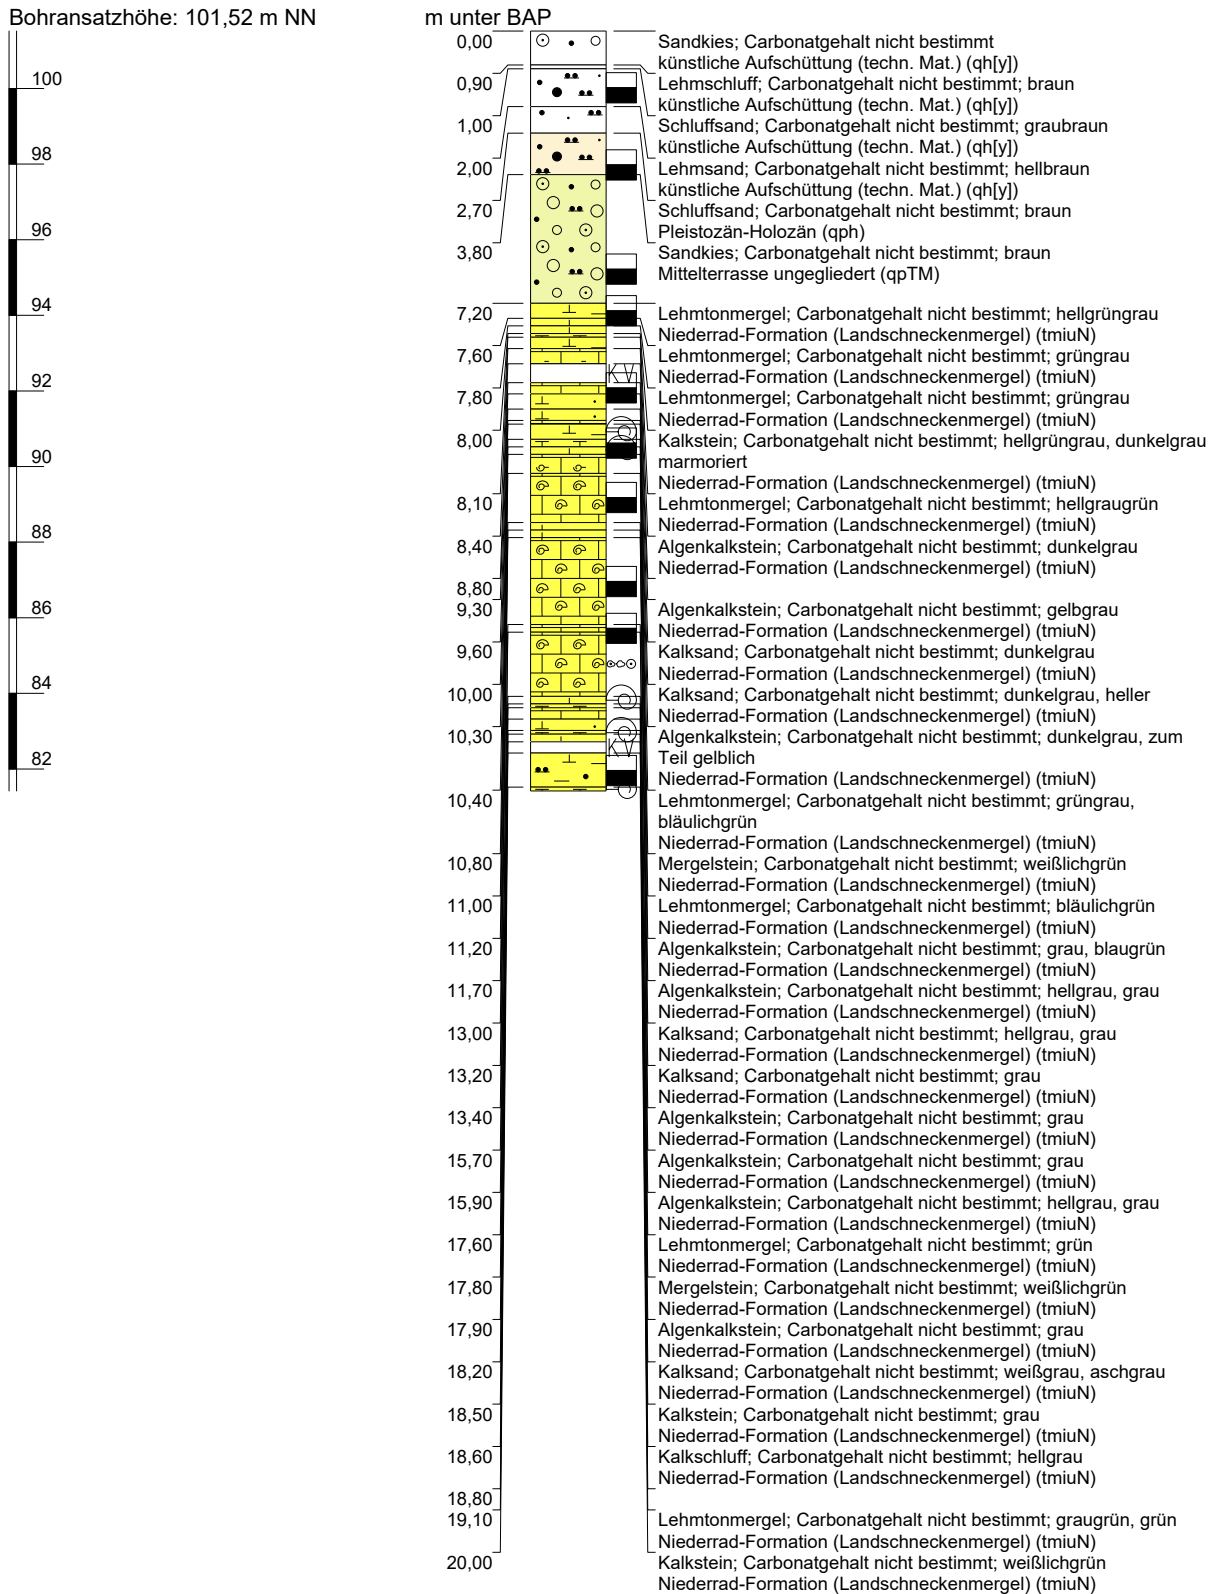 Bohransatzhöhe: 101,52 m NN
m unter BAP
100
98
96
94
92
90
88
86
84
82
0,00
Sandkies; Carbonatgehalt nicht bestimmt
künstliche Aufschüttung (techn. Mat.) (qh[y])
0,90
Lehmschluff; Carbonatgehalt nicht bestimmt; braun
künstliche Aufschüttung (techn. Mat.) (qh[y])
1,00
Schluffsand; Carbonatgehalt nicht bestimmt; graubraun
künstliche Aufschüttung (techn. Mat.) (qh[y])
2,00
Lehmsand; Carbonatgehalt nicht bestimmt; hellbraun
künstliche Aufschüttung (techn. Mat.) (qh[y])
2,70
Schluffsand; Carbonatgehalt nicht bestimmt; braun
Pleistozän-Holozän (qph)
3,80
Sandkies; Carbonatgehalt nicht bestimmt; braun
Mittelterrasse ungegliedert (qpTM)
7,20
Lehmtonmergel; Carbonatgehalt nicht bestimmt; hellgrüngrau
Niederrad-Formation (Landschneckenmergel) (tmiuN)
7,60
Lehmtonmergel; Carbonatgehalt nicht bestimmt; grüngrau
Niederrad-Formation (Landschneckenmergel) (tmiuN)
KV
7,80
Lehmtonmergel; Carbonatgehalt nicht bestimmt; grüngrau
Niederrad-Formation (Landschneckenmergel) (tmiuN)
8,00
Kalkstein; Carbonatgehalt nicht bestimmt; hellgrüngrau, dunkelgrau
marmoriert
Niederrad-Formation (Landschneckenmergel) (tmiuN)
8,10
Lehmtonmergel; Carbonatgehalt nicht bestimmt; hellgraugrün
Niederrad-Formation (Landschneckenmergel) (tmiuN)
8,40
Algenkalkstein; Carbonatgehalt nicht bestimmt; dunkelgrau
Niederrad-Formation (Landschneckenmergel) (tmiuN)
8,80
9,30
Algenkalkstein; Carbonatgehalt nicht bestimmt; gelbgrau
Niederrad-Formation (Landschneckenmergel) (tmiuN)
9,60
Kalksand; Carbonatgehalt nicht bestimmt; dunkelgrau
Niederrad-Formation (Landschneckenmergel) (tmiuN)
10,00
Kalksand; Carbonatgehalt nicht bestimmt; dunkelgrau, heller
Niederrad-Formation (Landschneckenmergel) (tmiuN)
10,30
Algenkalkstein; Carbonatgehalt nicht bestimmt; dunkelgrau, zum
Teil gelblich
KV
Niederrad-Formation (Landschneckenmergel) (tmiuN)
10,40
Lehmtonmergel; Carbonatgehalt nicht bestimmt; grüngrau,
bläulichgrün
Niederrad-Formation (Landschneckenmergel) (tmiuN)
10,80
Mergelstein; Carbonatgehalt nicht bestimmt; weißlichgrün
Niederrad-Formation (Landschneckenmergel) (tmiuN)
11,00
Lehmtonmergel; Carbonatgehalt nicht bestimmt; bläulichgrün
Niederrad-Formation (Landschneckenmergel) (tmiuN)
11,20
Algenkalkstein; Carbonatgehalt nicht bestimmt; grau, blaugrün
Niederrad-Formation (Landschneckenmergel) (tmiuN)
11,70
Algenkalkstein; Carbonatgehalt nicht bestimmt; hellgrau, grau
Niederrad-Formation (Landschneckenmergel) (tmiuN)
13,00
Kalksand; Carbonatgehalt nicht bestimmt; hellgrau, grau
Niederrad-Formation (Landschneckenmergel) (tmiuN)
13,20
Kalksand; Carbonatgehalt nicht bestimmt; grau
Niederrad-Formation (Landschneckenmergel) (tmiuN)
13,40
Algenkalkstein; Carbonatgehalt nicht bestimmt; grau
Niederrad-Formation (Landschneckenmergel) (tmiuN)
15,70
Algenkalkstein; Carbonatgehalt nicht bestimmt; grau
Niederrad-Formation (Landschneckenmergel) (tmiuN)
15,90
Algenkalkstein; Carbonatgehalt nicht bestimmt; hellgrau, grau
Niederrad-Formation (Landschneckenmergel) (tmiuN)
17,60
Lehmtonmergel; Carbonatgehalt nicht bestimmt; grün
Niederrad-Formation (Landschneckenmergel) (tmiuN)
17,80
Mergelstein; Carbonatgehalt nicht bestimmt; weißlichgrün
Niederrad-Formation (Landschneckenmergel) (tmiuN)
17,90
Algenkalkstein; Carbonatgehalt nicht bestimmt; grau
Niederrad-Formation (Landschneckenmergel) (tmiuN)
18,20
Kalksand; Carbonatgehalt nicht bestimmt; weißgrau, aschgrau
Niederrad-Formation (Landschneckenmergel) (tmiuN)
18,50
Kalkstein; Carbonatgehalt nicht bestimmt; grau
Niederrad-Formation (Landschneckenmergel) (tmiuN)
18,60
Kalkschluff; Carbonatgehalt nicht bestimmt; hellgrau
Niederrad-Formation (Landschneckenmergel) (tmiuN)
18,80
19,10
Lehmtonmergel; Carbonatgehalt nicht bestimmt; graugrün, grün
Niederrad-Formation (Landschneckenmergel) (tmiuN)
20,00
Kalkstein; Carbonatgehalt nicht bestimmt; weißlichgrün
Niederrad-Formation (Landschneckenmergel) (tmiuN)